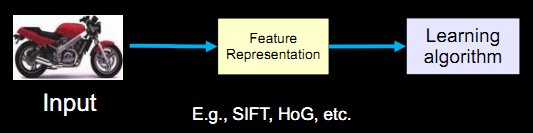 Feature
Representation
Learning
algorithm
Input
E.g., SIFT, HoG, etc.